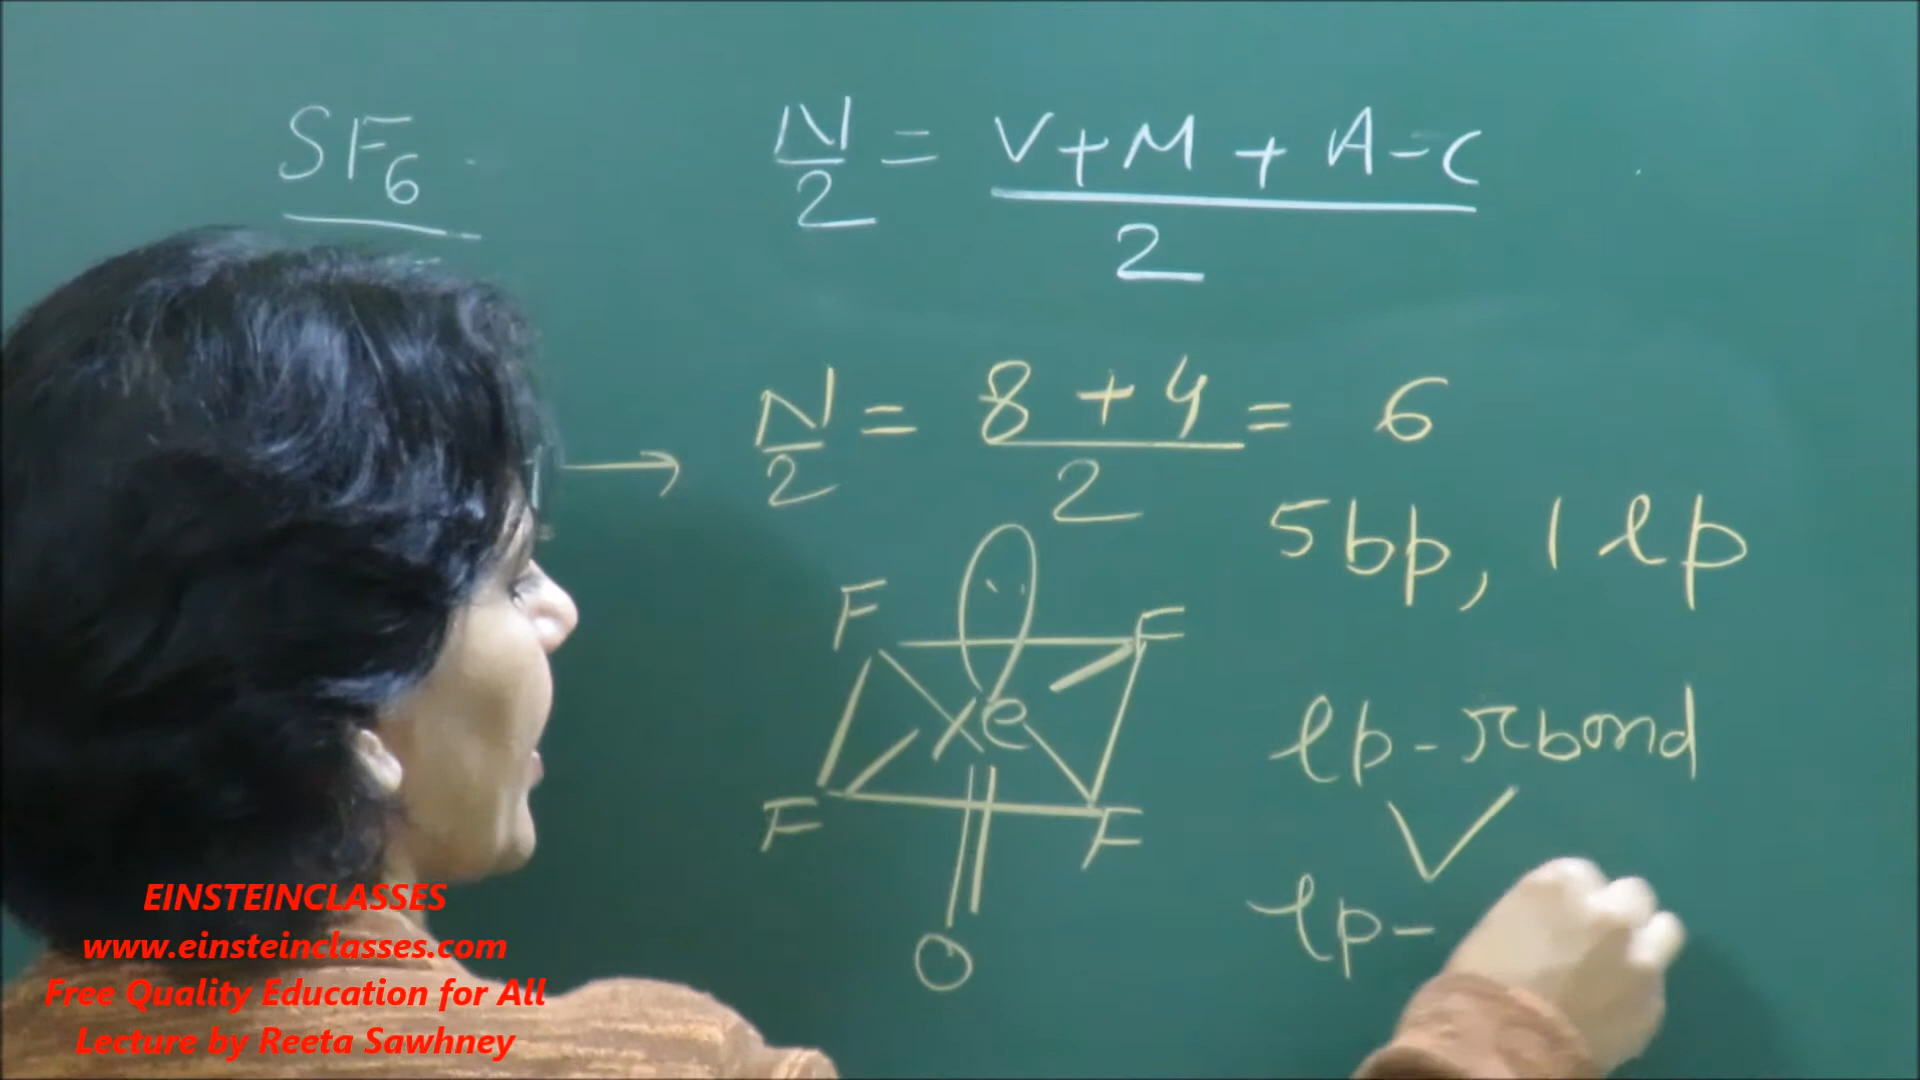 SF6
N/2 = V+M+A-C/2
N/2 = 8+4/2 = 6
5bp, 1lp
F F
Xe
F F
O
lp-πbond
lp-
EINSTEINCLASSES
www.einsteinclasses.com
Free Quality Education for All
Lecture by Reeta Sawhney